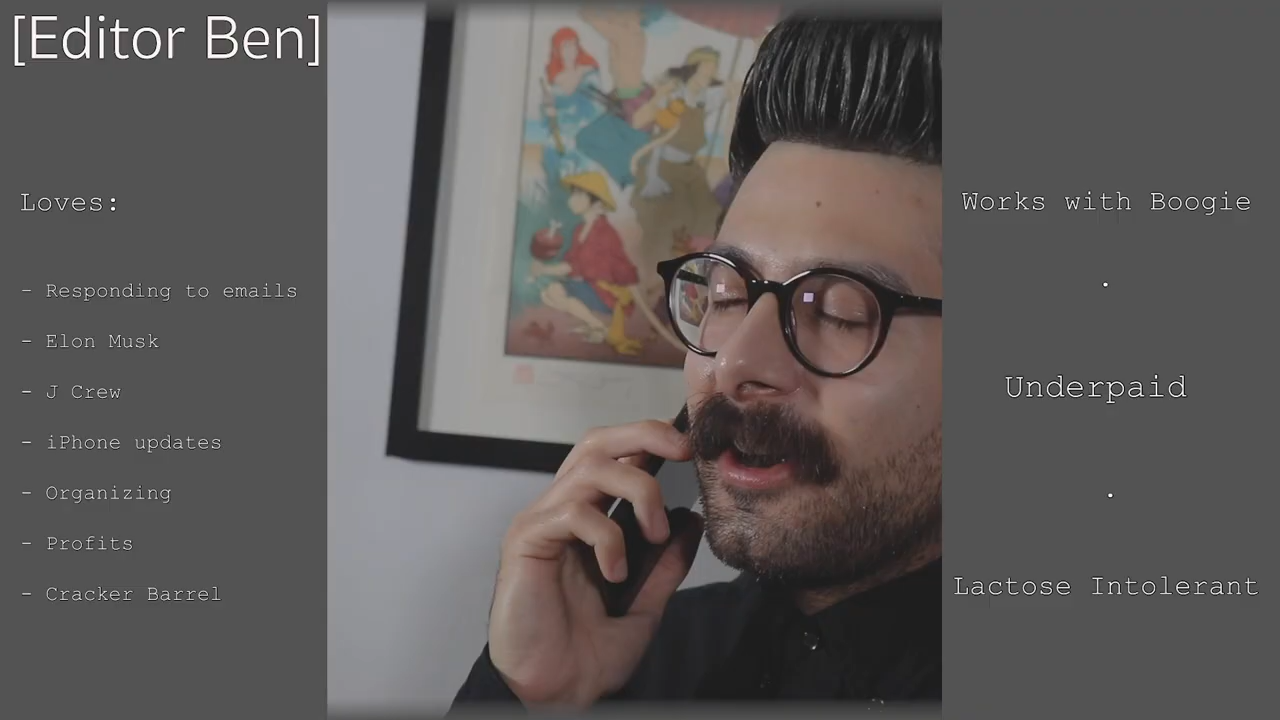 [Editor Ben]
Loves:
- Responding to emails
- Elon Musk
- J Crew
- iPhone updates
- Organizing
- Profits
- Cracker Barrel
Works with Boogie
.
Underpaid
.
Lactose Intolerant